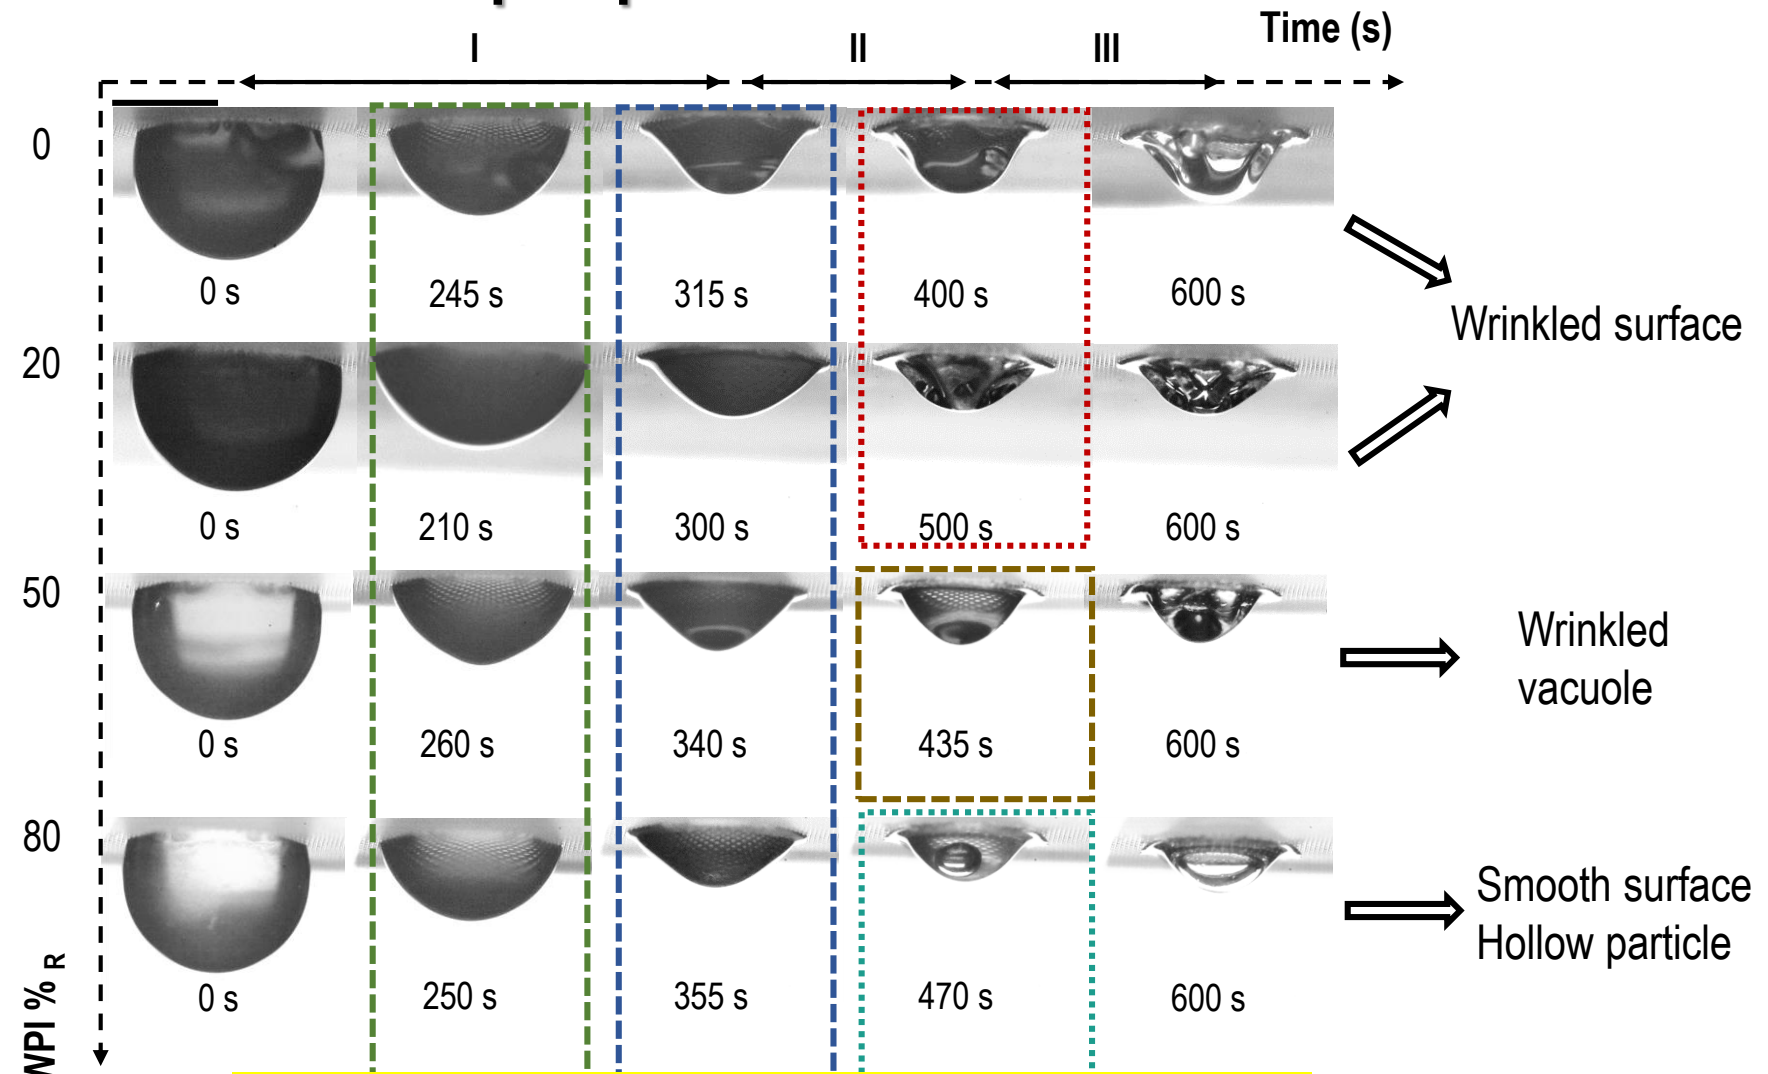 Time (s)
I II III
0
0 s 245 s 315 s 400 s 600 s
Wrinkled surface
20
0 s 210 s 300 s 500 s 600 s
50
Wrinkled
vacuole
0 s 260 s 340 s 435 s 600 s
80
Smooth surface
Hollow particle
0 s 250 s 355 s 470 s 600 s
WPI % R